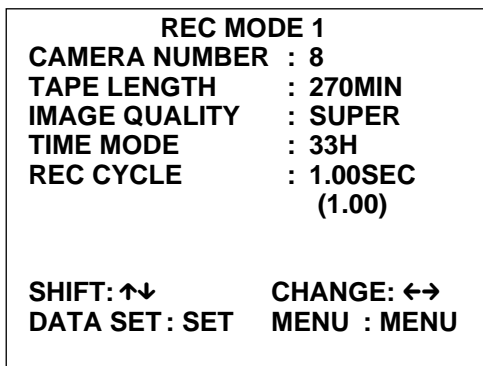 REC MODE 1
CAMERA NUMBER : 8
TAPE LENGTH : 270MIN
IMAGE QUALITY : SUPER
TIME MODE : 33H
REC CYCLE : 1.00SEC
(1.00)
SHIFT: ↑↓ CHANGE: ←→
DATA SET : SET MENU : MENU